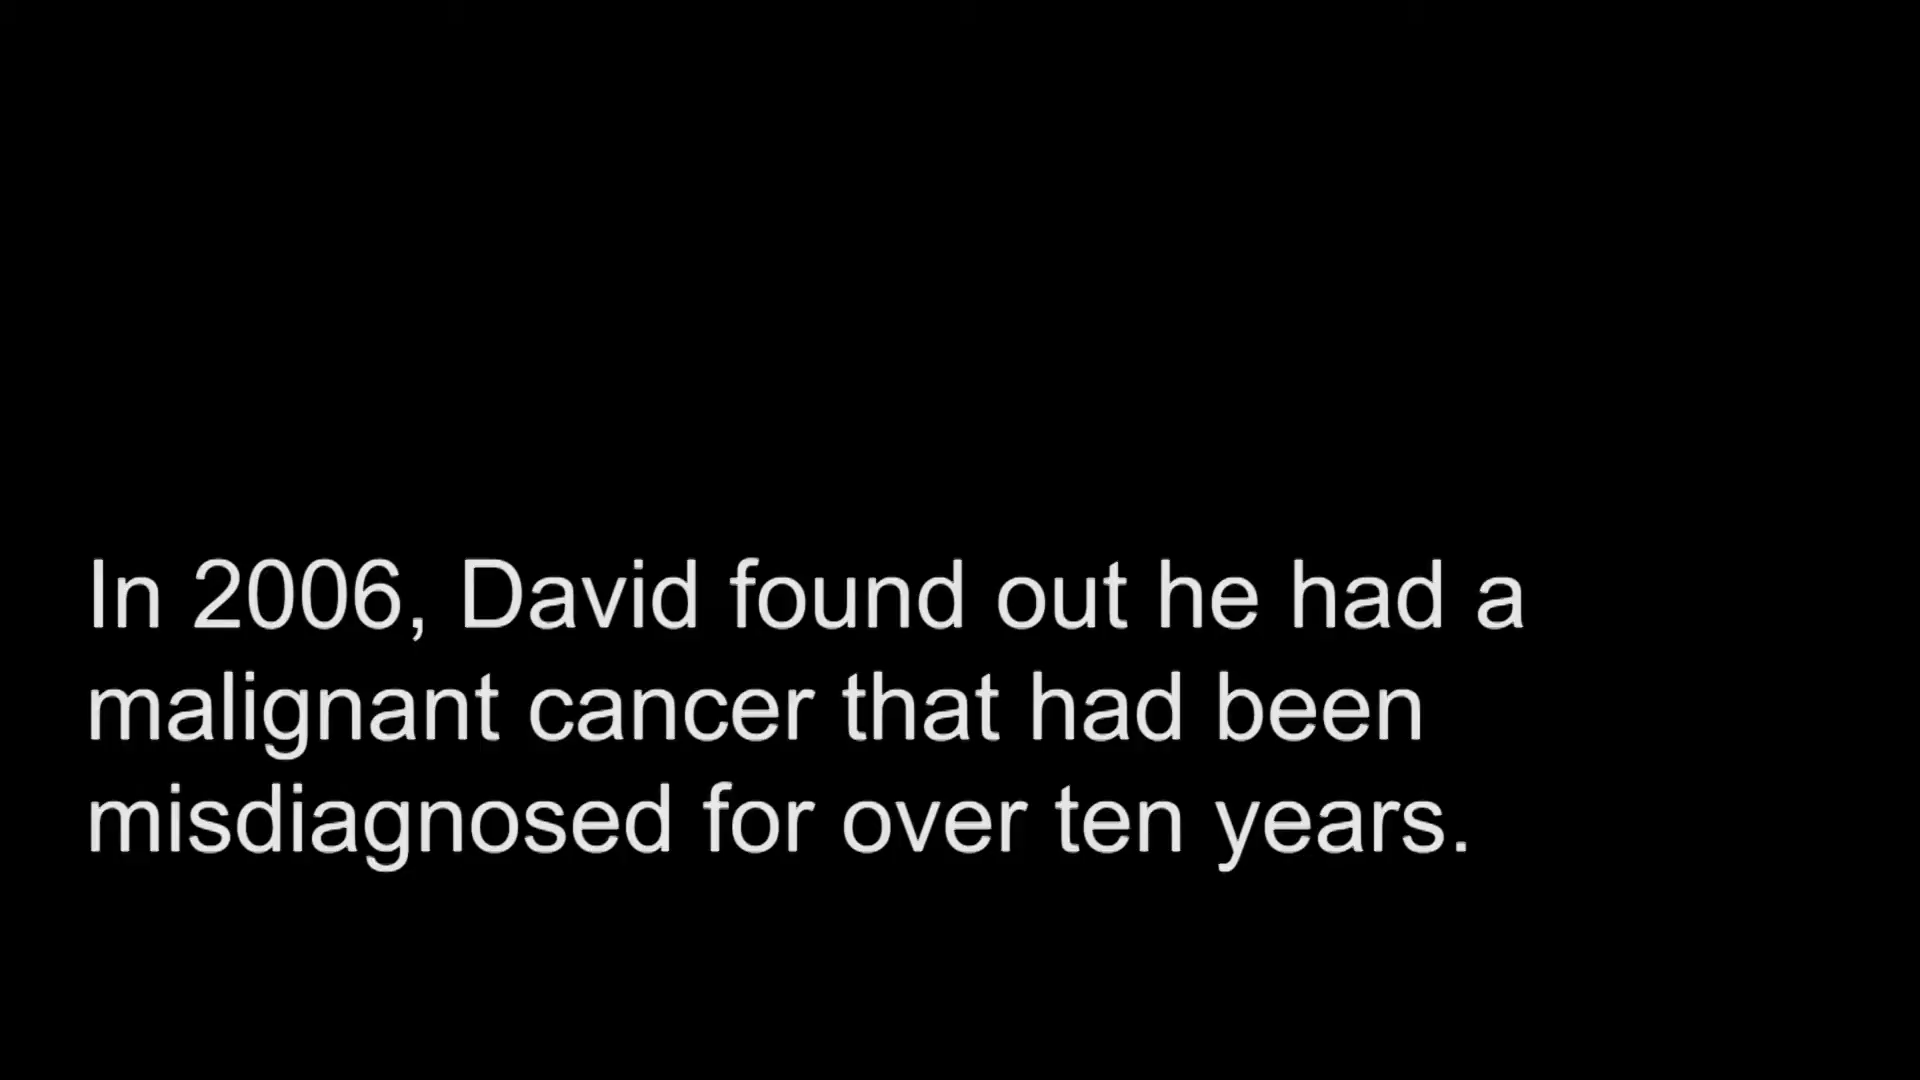 In 2006, David found out he had a
malignant cancer that had been
misdiagnosed for over ten years.